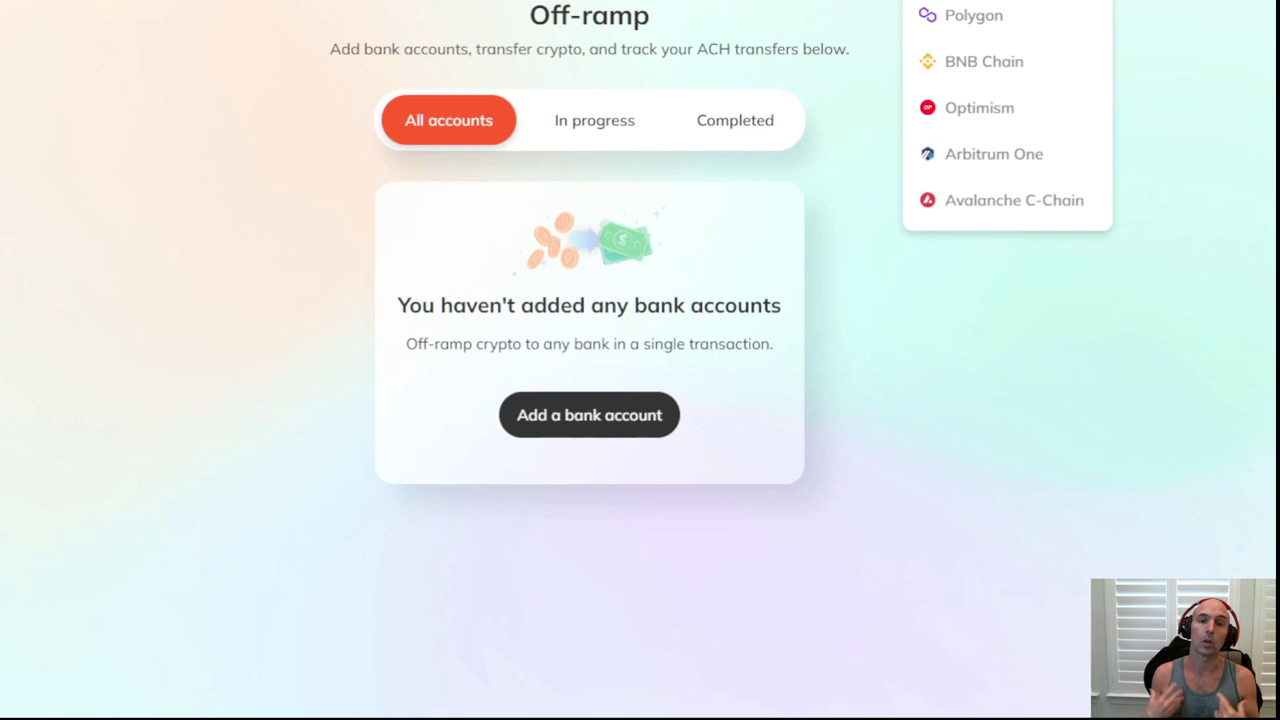 Off-ramp
Add bank accounts, transfer crypto, and track your ACH transfers below.
All accounts
In progress
Completed
You haven't added any bank accounts
Off-ramp crypto to any bank in a single transaction.
Add a bank account
Polygon
BNB Chain
OP
Optimism
Arbitrum One
Avalanche C-Chain